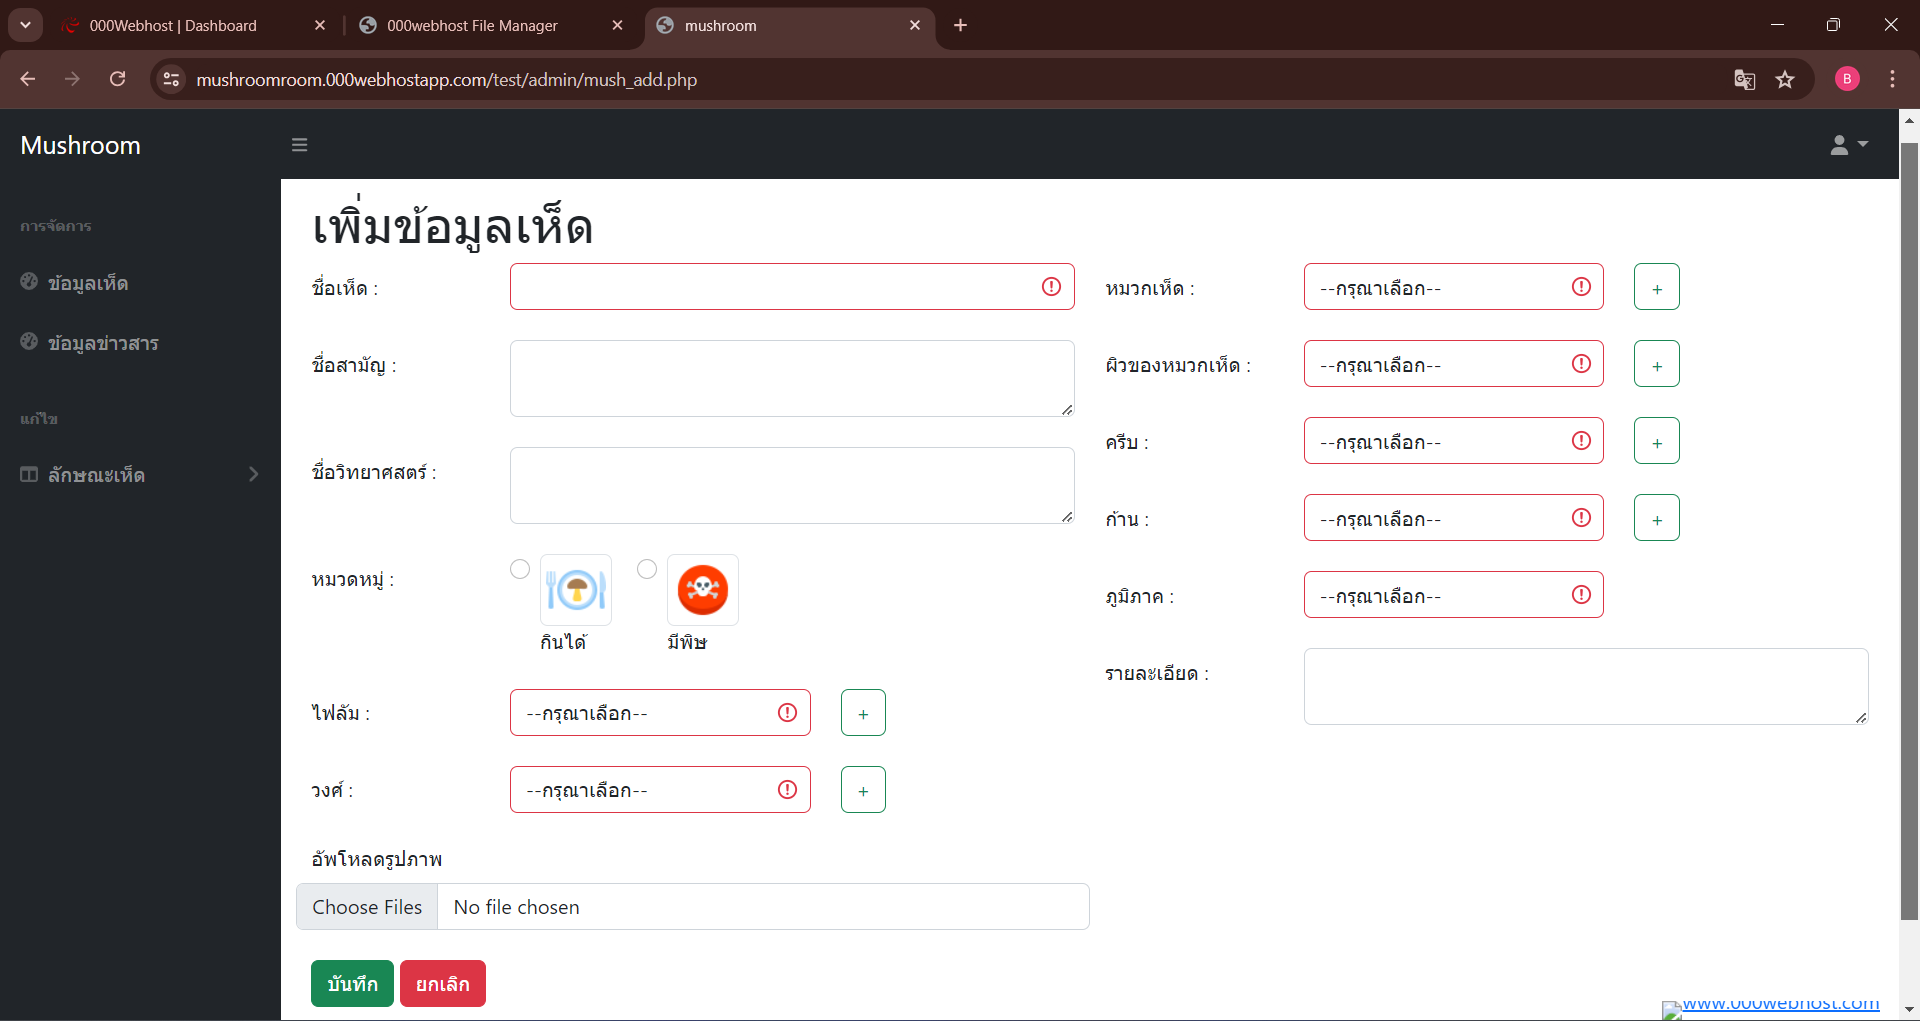 000Webhost | Dashboard
000webhost File Manager
mushroom
mushroomroom.000webhostapp.com/test/admin/mush_add.php
B
Mushroom
การจัดการ
ข้อมูลเห็ด
ข้อมูลข่าวสาร
แก้ไข
ลักษณะเห็ด
เพิ่มข้อมูลเห็ด
ชื่อเห็ด :
ชื่อสามัญ :
ชื่อวิทยาศสตร์ :
หมวดหมู่ :
กินได้
มีพิษ
ไฟลัม :
--กรุณาเลือก--
+
วงศ์ :
--กรุณาเลือก--
+
อัพโหลดรูปภาพ
Choose Files
No file chosen
บันทึก
ยกเลิก
หมวกเห็ด :
--กรุณาเลือก--
+
ผิวของหมวกเห็ด :
--กรุณาเลือก--
+
ครีบ :
--กรุณาเลือก--
+
ก้าน :
--กรุณาเลือก--
+
ภูมิภาค :
--กรุณาเลือก--
รายละเอียด :
www.000webhost.com